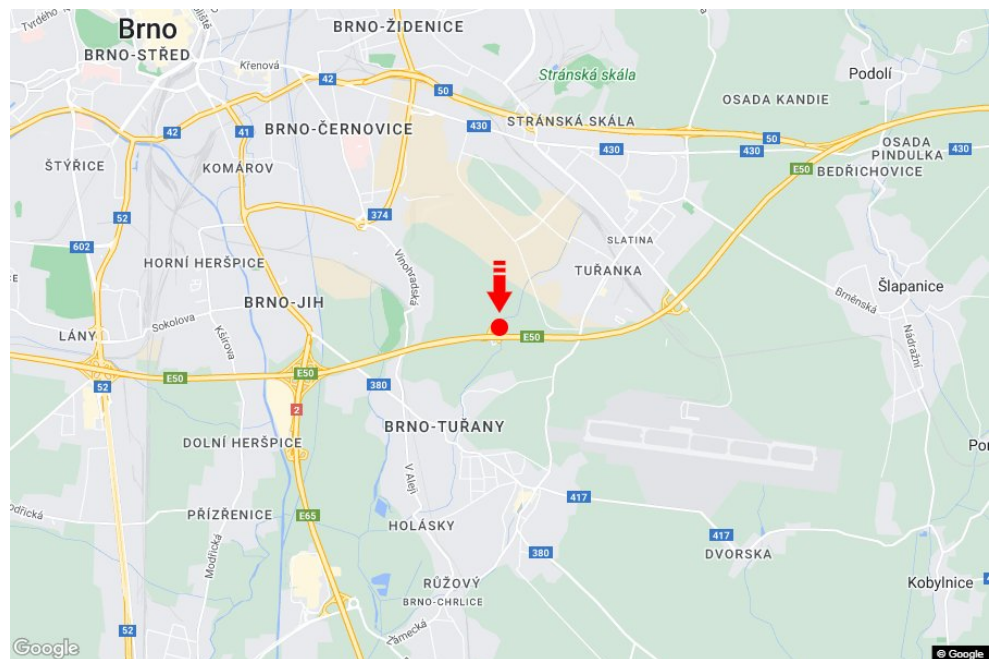 Tvrdého
Brno
BRNO-STŘED
Křenová
BRNO-ŽIDENICE
42
50
Stránská skála
Podolí
OSADA KANDIE
42
41
BRNO-ČERNOVICE
430
STRÁNSKÁ SKÁLA
430
430
50
OSADA
PINDULKA
430
BEDŘICHOVICE
E50
ŠTÝŘICE
KOMÁROV
52
374
602
SLATINA
HORNÍ HERŠPICE
Vinohradská
TUŘANKA
Šlapanice
Brněnská
BRNO-JIH
Sokolova
Kšírova
LÁNY
Nádražní
E50
E50
E50
E50
52
380
2
BRNO-TUŘANY
DOLNÍ HERŠPICE
V Aleji
417
PŘÍZŘENICE
Modřická
E65
HOLÁSKY
417
380
DVORSKA
RŮŽOVÝ
BRNO-CHRLICE
Kobylnice
52
Zámecká
Google
© Google